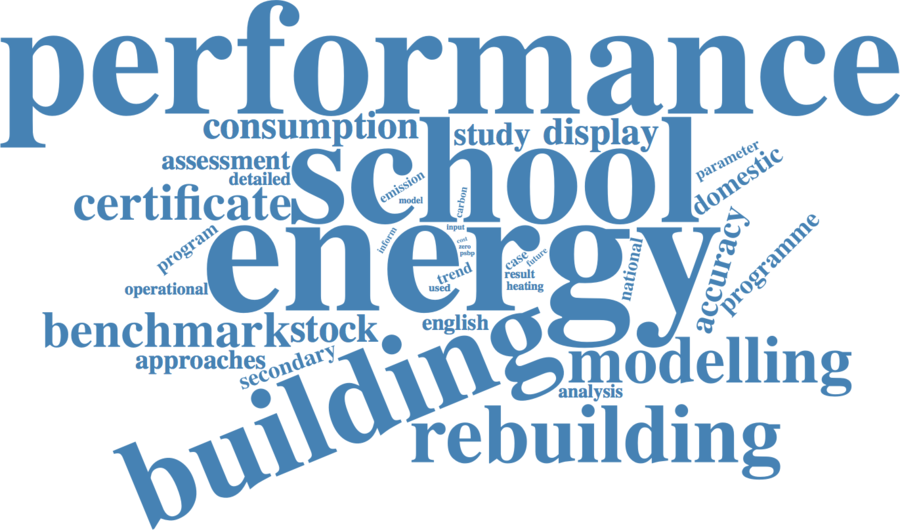 performance
consumption
study
display
assessment
school
parameter
detailed
emission
domestic
certificate
model
carbon
program
inform
input
energy
cost
zero
psbp
case
future
national
accuracy
programme
trend
result
operational
used
heating
benchmark
stock
english
approaches
secondary
building
modelling
analysis
rebuilding